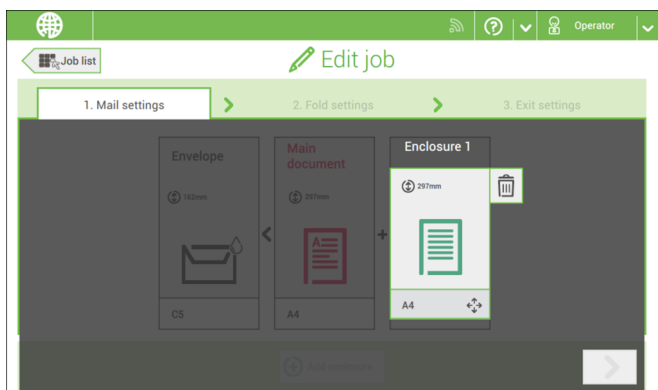 Operator
Job list
Edit job
1. Mail settings
2. Fold settings
3. Exit settings
Envelope
Main
document
Enclosure 1
162mm
297mm
297mm
C5
A4
A4
Add enclosure